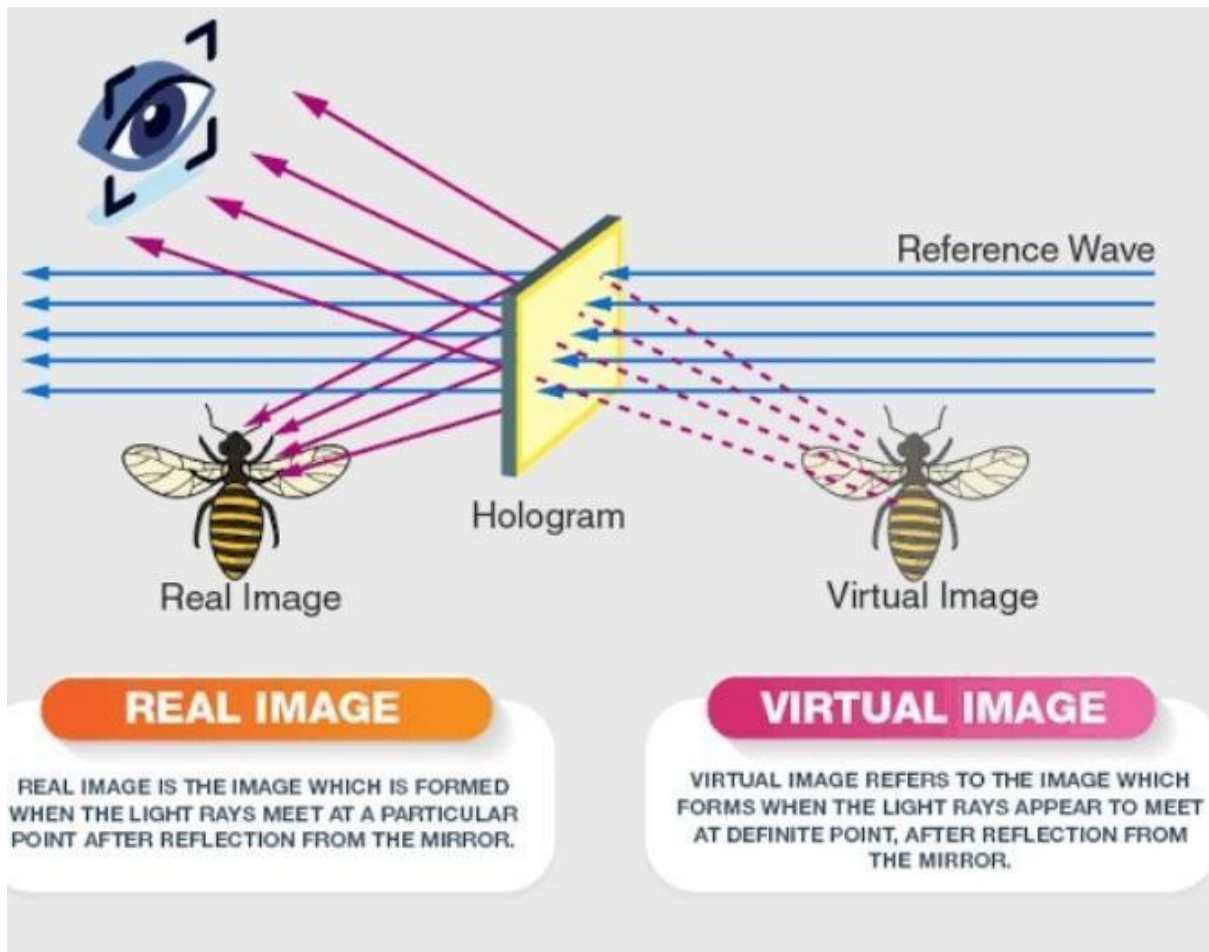 Reference Wave
Hologram
Real Image
Virtual Image
REAL IMAGE
REAL IMAGE IS THE IMAGE WHICH IS FORMED
WHEN THE LIGHT RAYS MEET AT A PARTICULAR
POINT AFTER REFLECTION FROM THE MIRROR.
VIRTUAL IMAGE
VIRTUAL IMAGE REFERS TO THE IMAGE WHICH
FORMS WHEN THE LIGHT RAYS APPEAR TO MEET
AT DEFINITE POINT, AFTER REFLECTION FROM
THE MIRROR.